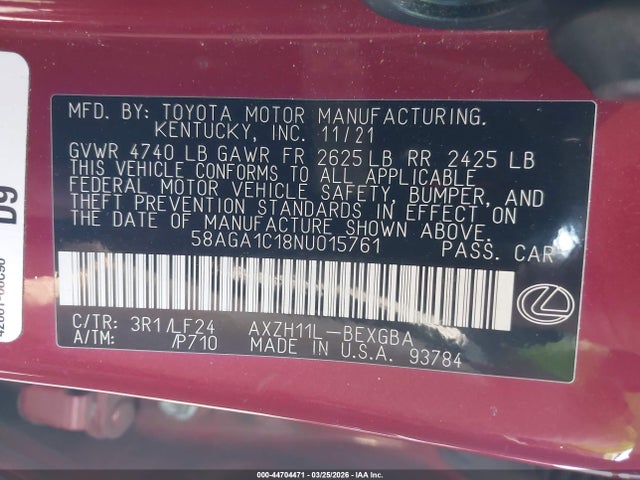 MFD. BY: TOYOTA MOTOR MANUFACTURING.
KENTUCKY, INC. 11/21
GVWR 4740 LB GAWR FR 2625 LB RR 2425 LB
THIS VEHICLE CONFORMS TO ALL APPLICABLE
FEDERAL MOTOR VEHICLE SAFETY, BUMPER, AND
THEFT PREVENTION STANDARDS IN EFFECT ON
THE DATE OF MANUFACTURE SHOWN ABOVE.
58AGA1C18NU015761 PASS. CAR
C/TR: 3R1/LF24 AXZH11L-BEXGBA
A/TM: /P710 MADE IN U.S.A. 93784
000-44704471 - 03/25/2026 - IAAI Inc.